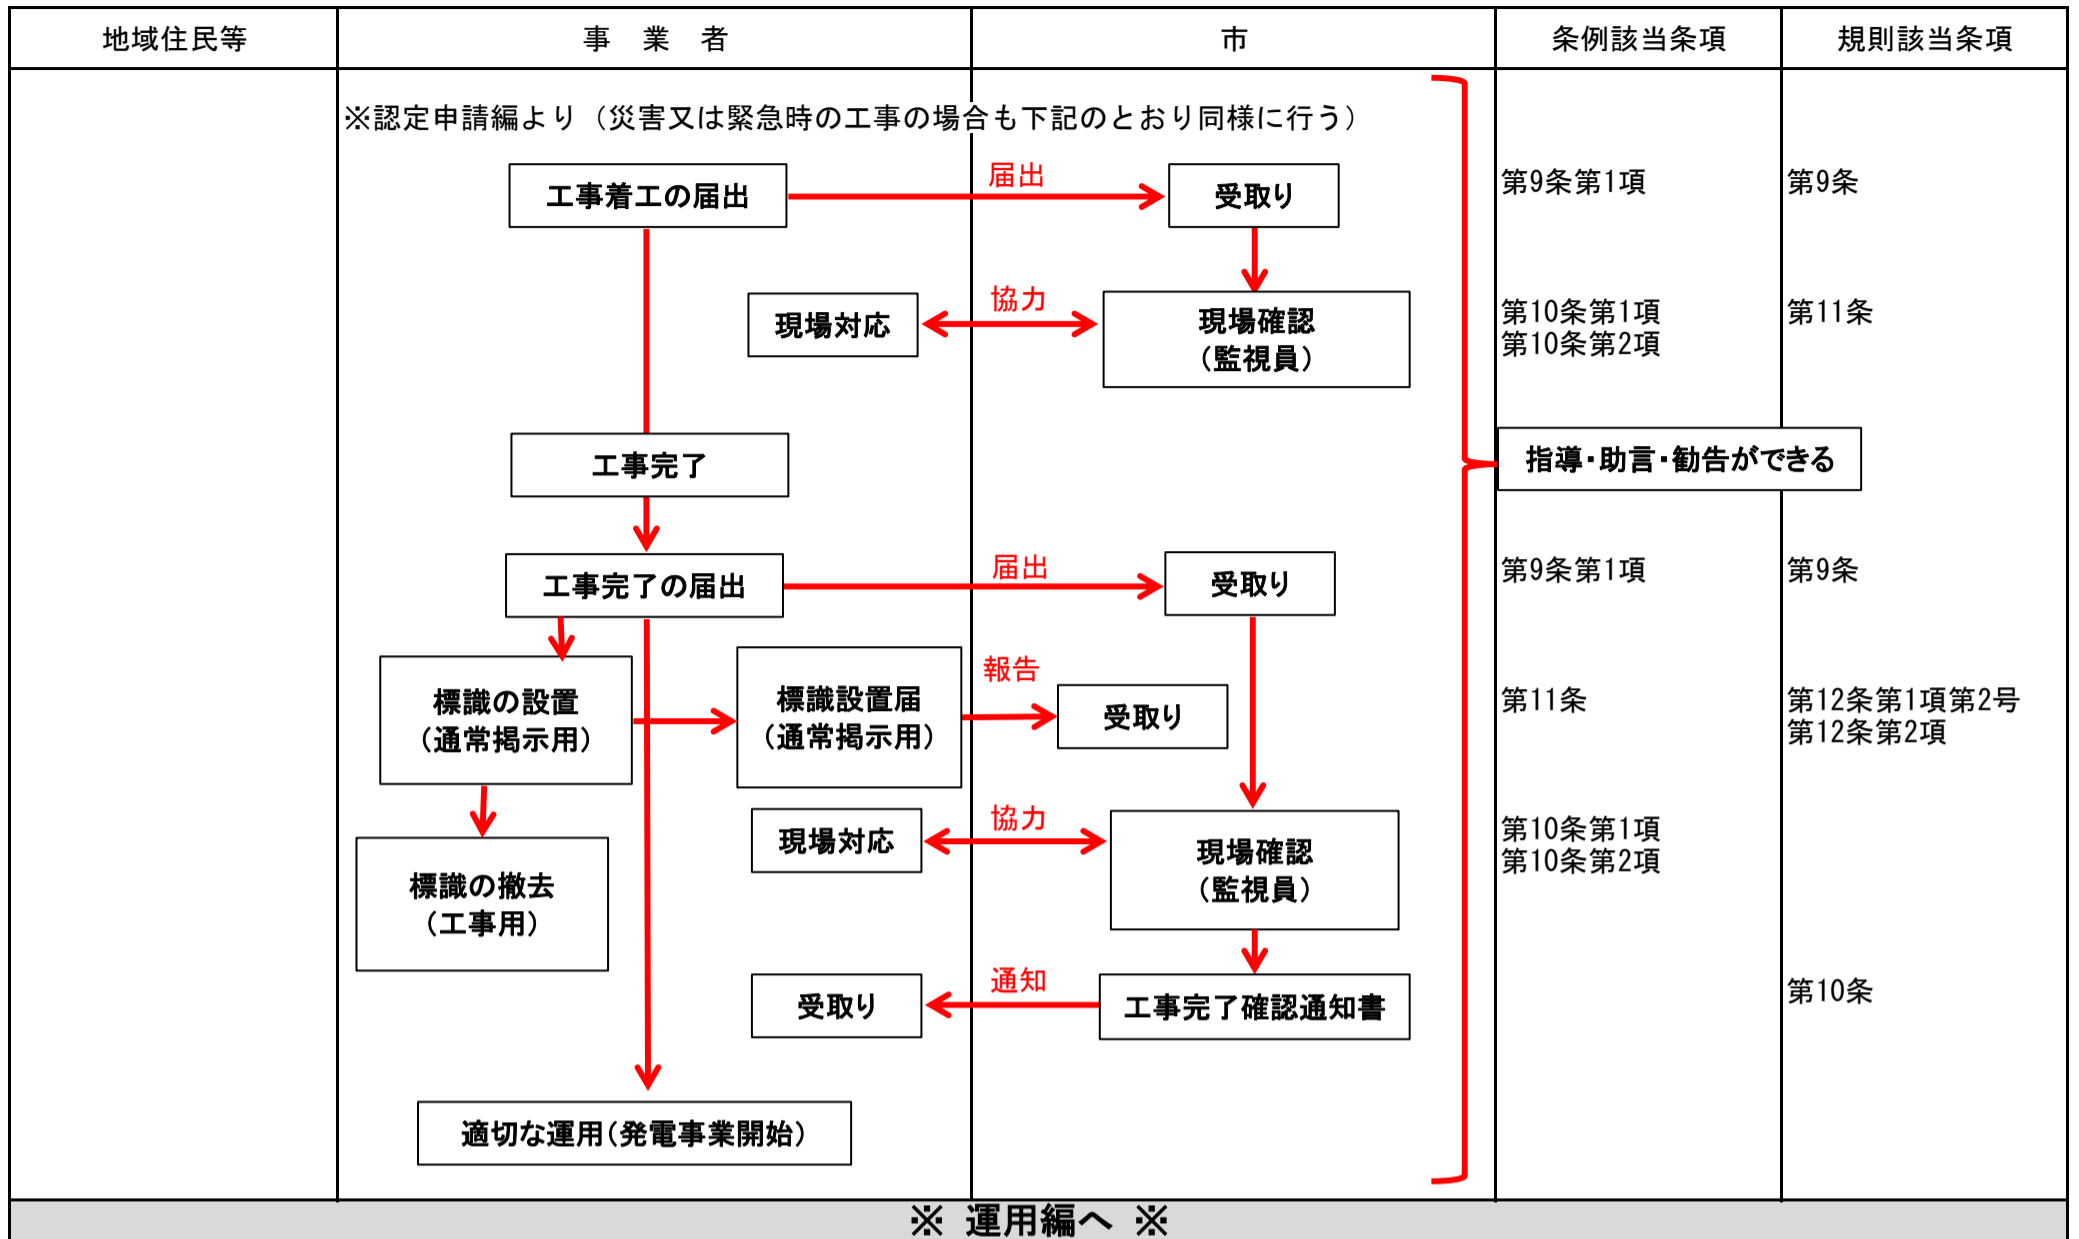 地域住民等
事　業　者
市
条例該当条項
規則該当条項
※認定申請編より（災害又は緊急時の工事の場合も下記のとおり同様に行う）
工事着工の届出
届出
受取り
第9条第1項
第9条
現場対応
協力
現場確認
（監視員）
第10条第1項
第10条第2項
第11条
工事完了
指導・助言・勧告ができる
工事完了の届出
届出
受取り
第9条第1項
第9条
標識の設置
（通常掲示用）
標識設置届
（通常掲示用）
報告
受取り
第11条
第12条第1項第2号
第12条第2項
現場対応
協力
現場確認
（監視員）
第10条第1項
第10条第2項
標識の撤去
（工事用）
受取り
通知
工事完了確認通知書
第10条
適切な運用（発電事業開始）
※ 運用編へ ※